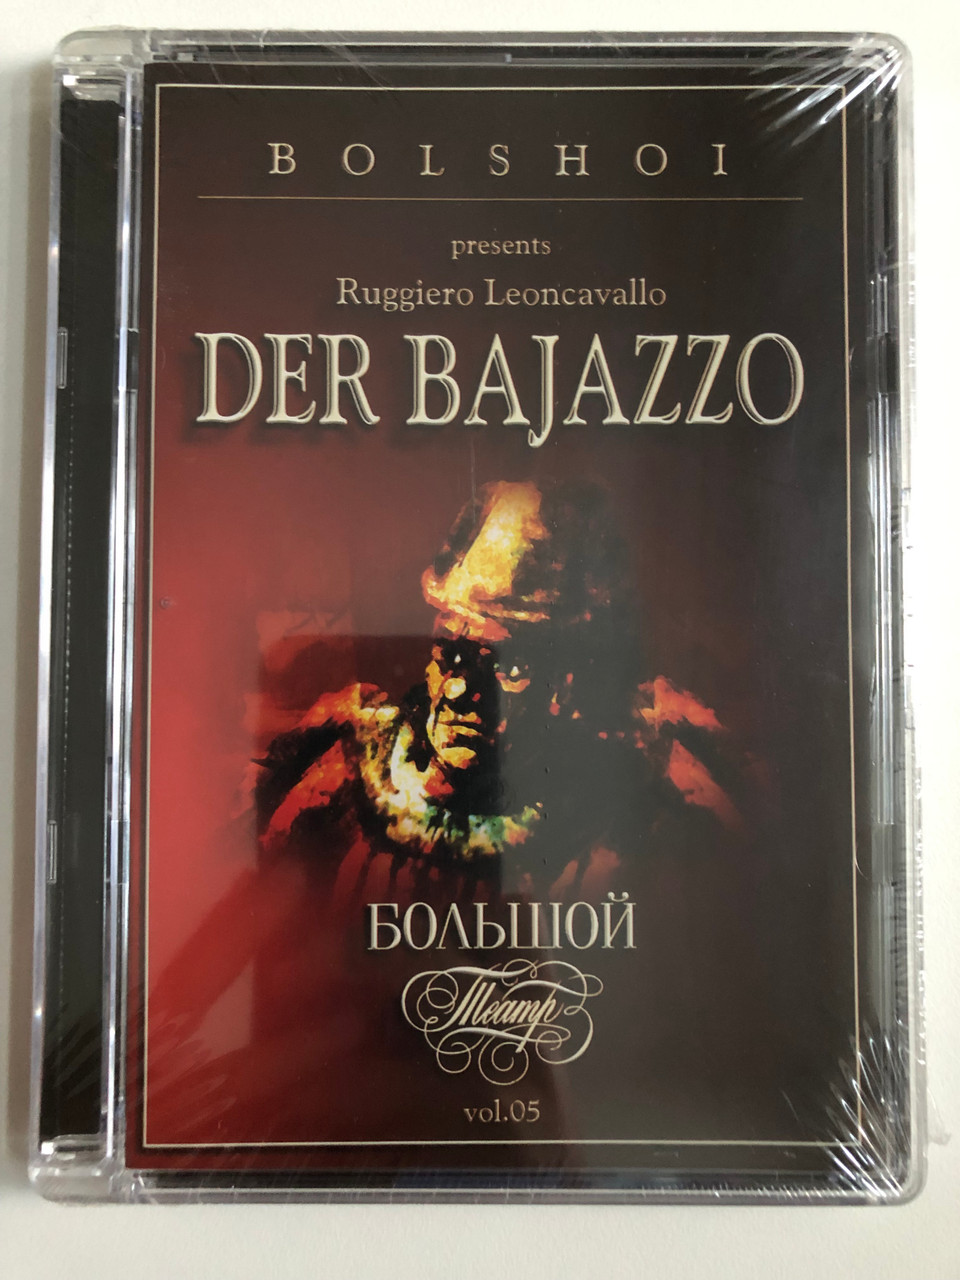 BOLSHOI
presents
Ruggiero Leoncavallo
DER BAJAZZO
БОЛЬШОЙ
Театр
vol.05